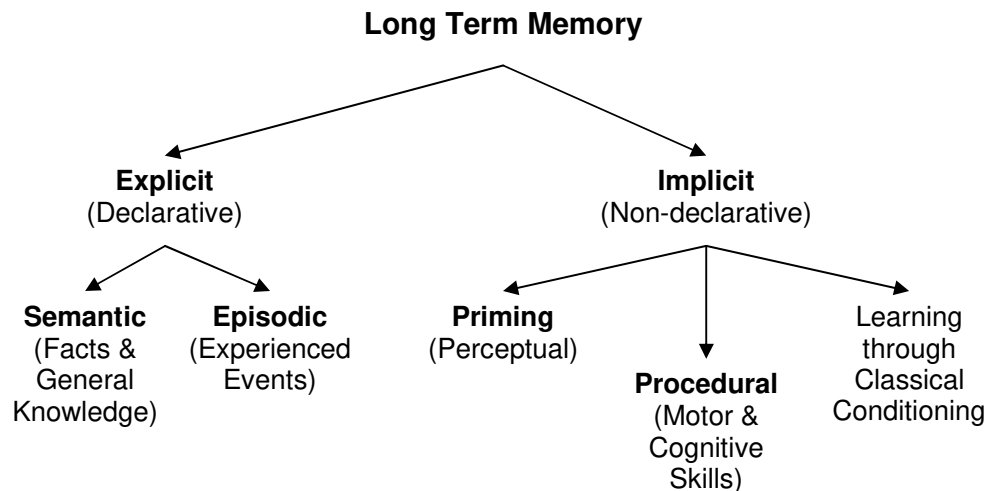 Long Term Memory
Explicit
(Declarative)
Implicit
(Non-declarative)
Semantic
(Facts &
General
Knowledge)
Episodic
(Experienced
Events)
Priming
(Perceptual)
Procedural
(Motor &
Cognitive
Skills)
Learning
through
Classical
Conditioning